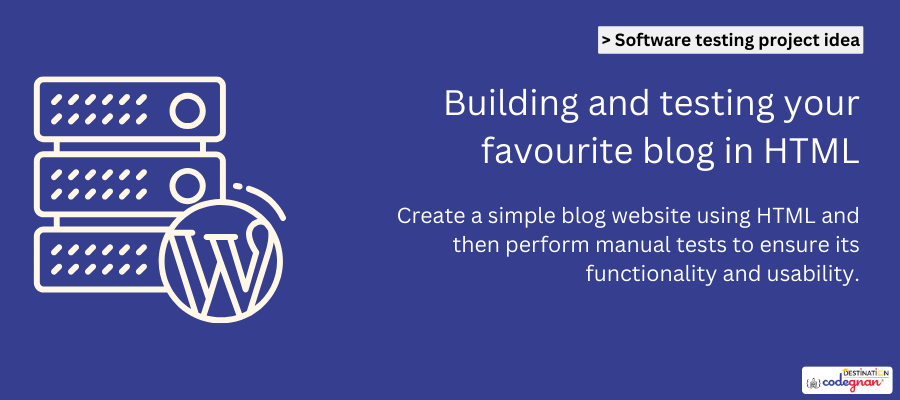 > Software testing project idea
Building and testing your
favourite blog in HTML
Create a simple blog website using HTML and
then perform manual tests to ensure its
functionality and usability.
DESTINATION
codegnan